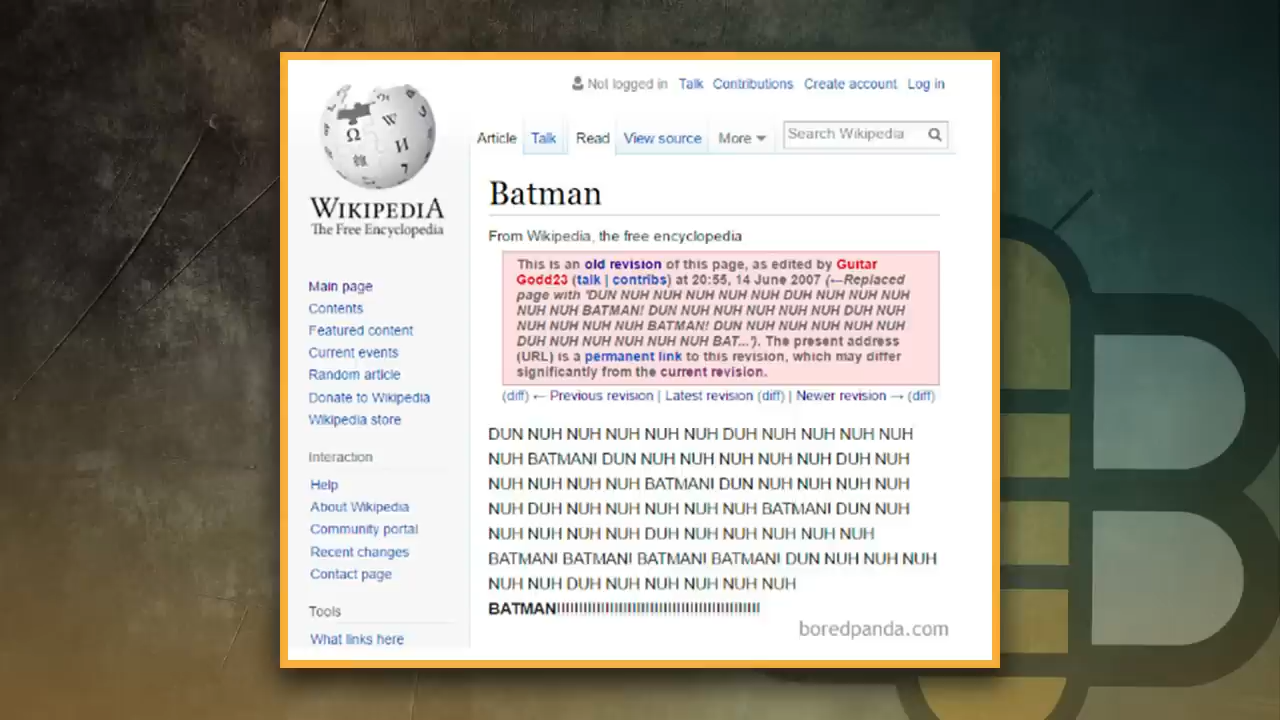 Not logged in Talk Contributions Create account Log in
Article Talk Read View source More Search Wikipedia
WIKIPEDIA
The Free Encyclopedia
Batman
From Wikipedia, the free encyclopedia
This is an old revision of this page, as edited by Guitar
Godd23 (talk | contribs) at 20:55, 14 June 2007 (←Replaced
page with 'DUN NUH NUH NUH NUH NUH DUH NUH NUH NUH
NUH NUH BATMAN! DUN NUH NUH NUH NUH NUH DUH NUH
NUH NUH NUH NUH BATMAN! DUN NUH NUH NUH NUH NUH
DUH NUH NUH NUH NUH NUH BAT...'). The present address
(URL) is a permanent link to this revision, which may differ
significantly from the current revision.
(diff) ← Previous revision | Latest revision (diff) | Newer revision → (diff)
DUN NUH NUH NUH NUH NUH DUH NUH NUH NUH NUH
NUH BATMAN! DUN NUH NUH NUH NUH NUH DUH NUH
NUH NUH NUH NUH BATMAN! DUN NUH NUH NUH NUH
NUH DUH NUH NUH NUH NUH NUH BATMAN! DUN NUH
NUH NUH NUH NUH DUH NUH NUH NUH NUH NUH
BATMAN! BATMAN! BATMAN! BATMAN! DUN NUH NUH NUH
NUH NUH DUH NUH NUH NUH NUH NUH
BATMAN!!!!!!!!!!!!!!!!!!!!!!!!!!!!!!!!!!!!!!!!!!!!!
boredpanda.com
Main page
Contents
Featured content
Current events
Random article
Donate to Wikipedia
Wikipedia store
Interaction
Help
About Wikipedia
Community portal
Recent changes
Contact page
Tools
What links here